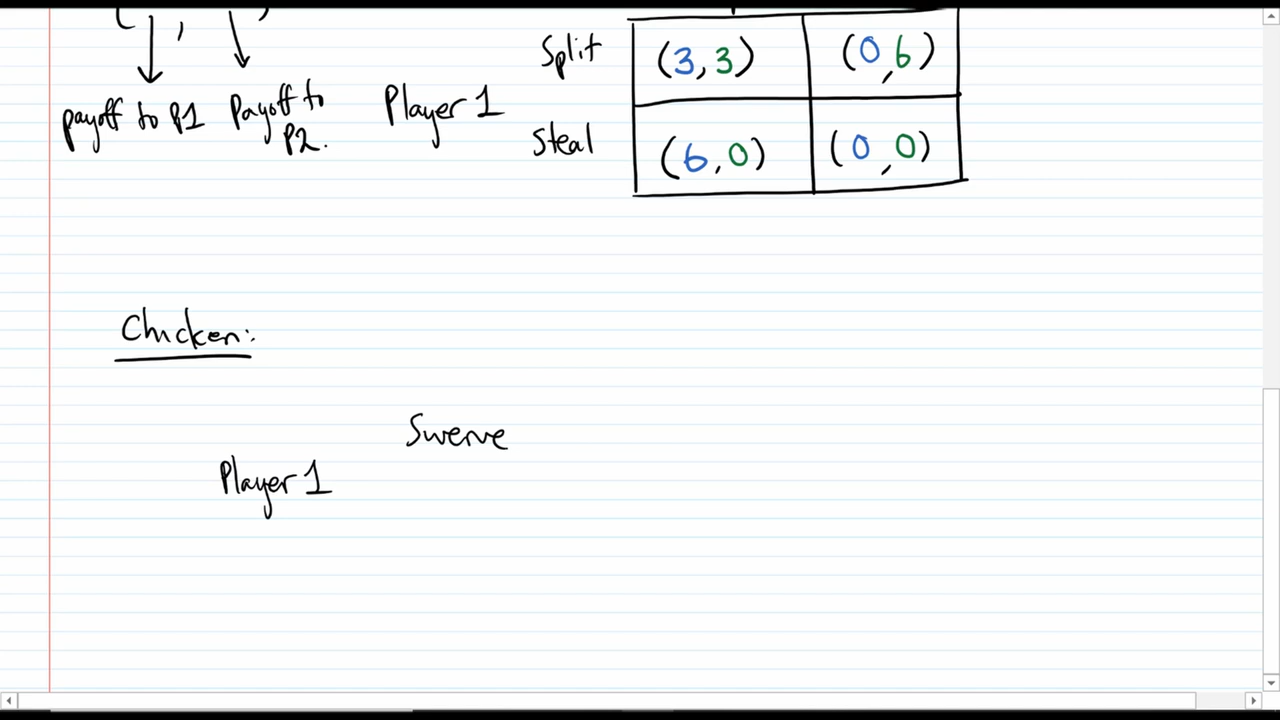 ( , )
Split (3,3) (0,6)
payoff to P1 Payoff to P2. Player 1
Steal (6,0) (0,0)
Chicken:
Swerve
Player 1